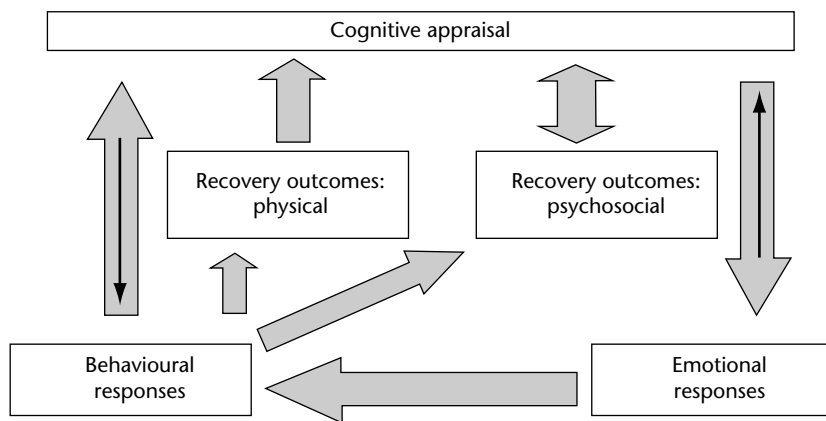 Cognitive appraisal
Recovery outcomes:
physical
Recovery outcomes:
psychosocial
Behavioural
responses
Emotional
responses